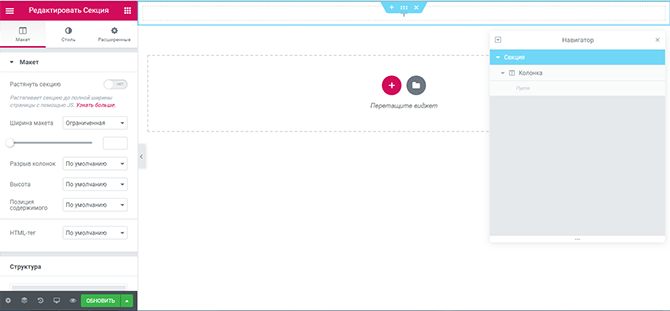 Редактировать Секция
Макет
Стиль
Расширенные
Макет
Растянуть секцию
Растягивает секцию до полной ширины
страницы с помощью JS. Узнать больше.
Ширина макета
Ограниченная
Разрыв колонок
По умолчанию
Высота
По умолчанию
Позиция
содержимого
По умолчанию
HTML-тег
По умолчанию
Структура
ОБНОВИТЬ
Перетащите виджет
Навигатор
Секция
Колонка
Пусто